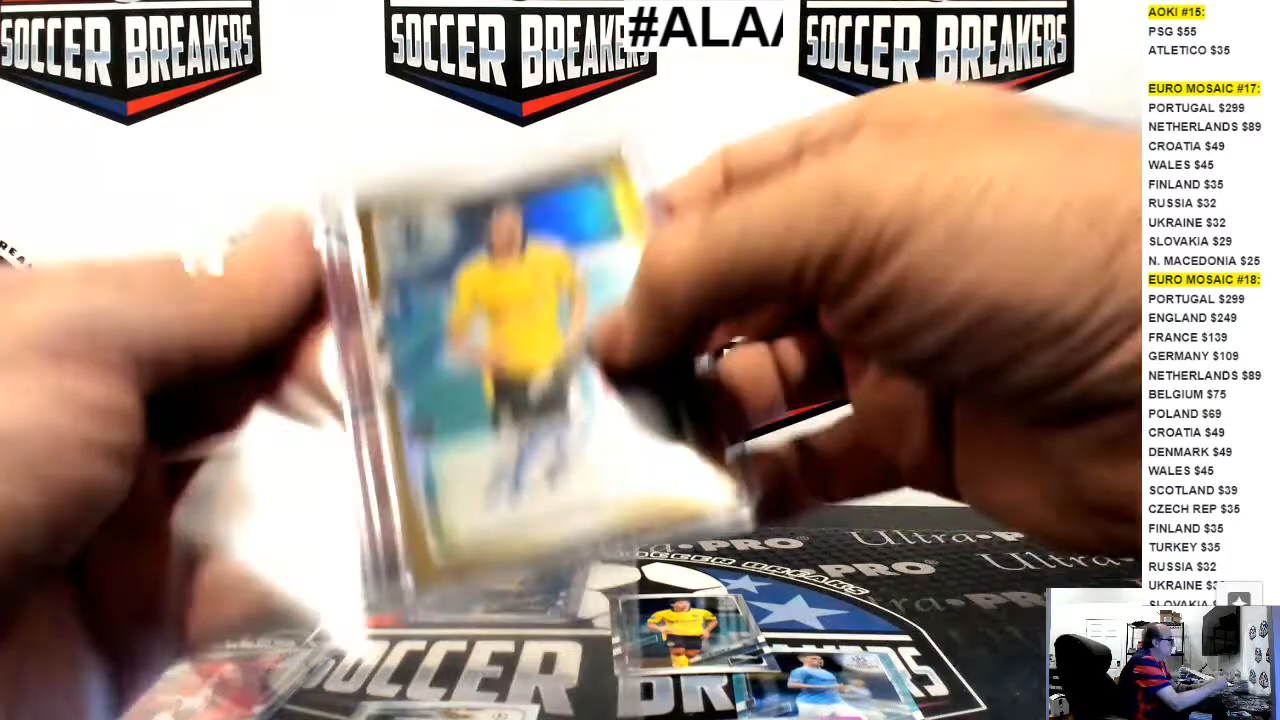 SOCCER BREAKERS
SOCCER BREAKERS
#ALAA
SOCCER BREAKERS
AOKI #15:
PSG $55
ATLETICO $35
EURO MOSAIC #17:
PORTUGAL $299
NETHERLANDS $89
CROATIA $49
WALES $45
FINLAND $35
RUSSIA $32
UKRAINE $32
SLOVAKIA $29
N. MACEDONIA $25
EURO MOSAIC #18:
PORTUGAL $299
ENGLAND $249
FRANCE $139
GERMANY $109
NETHERLANDS $89
BELGIUM $75
POLAND $69
CROATIA $49
DENMARK $49
WALES $45
SCOTLAND $39
CZECH REP $35
FINLAND $35
TURKEY $35
RUSSIA $32
UKRAINE
Ultra PRO
Ultra PRO
SOCCER